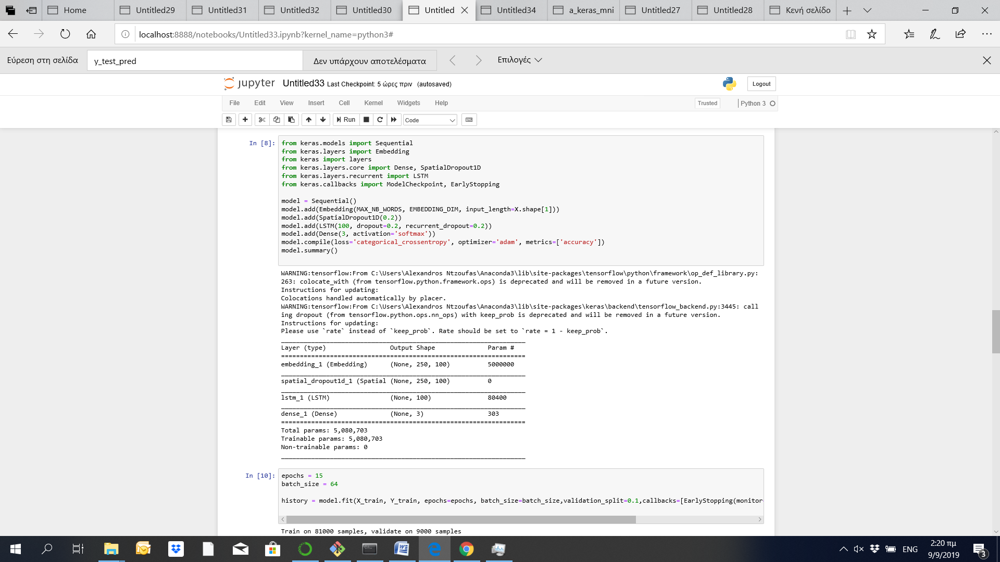 Home
Untitled29
Untitled31
Untitled32
Untitled30
Untitled
Untitled34
a_keras_mni
Untitled27
Untitled28
Κενή σελίδο
localhost:8888/notebooks/Untitled33.ipynb?kernel_name=python3#
Εύρεση στη σελίδα
y_test_pred
Δεν υπάρχουν αποτελέσματα
Επιλογές
jupyter
Untitled33 Last Checkpoint: 5 ώρες πριν (autosaved)
Logout
File Edit View Insert Cell Kernel Widgets Help
Trusted
Python 3
Run
Code
In [8]:
from keras.models import Sequential
from keras.layers import Embedding
from keras import layers
from keras.layers.core import Dense, SpatialDropout1D
from keras.layers.recurrent import LSTM
from keras.callbacks import ModelCheckpoint, EarlyStopping
model = Sequential()
model.add(Embedding(MAX_NB_WORDS, EMBEDDING_DIM, input_length=X.shape[1]))
model.add(SpatialDropout1D(0.2))
model.add(LSTM(100, dropout=0.2, recurrent_dropout=0.2))
model.add(Dense(3, activation='softmax'))
model.compile(loss='categorical_crossentropy', optimizer='adam', metrics=['accuracy'])
model.summary()
WARNING:tensorflow:From C:\Users\Alexandros Ntzoufas\Anaconda3\lib\site-packages\tensorflow\python\framework\op_def_library.py:
263: colocate_with (from tensorflow.python.framework.ops) is deprecated and will be removed in a future version.
Instructions for updating:
Colocations handled automatically by placer.
WARNING:tensorflow:From C:\Users\Alexandros Ntzoufas\Anaconda3\lib\site-packages\keras\backend\tensorflow_backend.py:3445: call
ing dropout (from tensorflow.python.ops.nn_ops) with keep_prob is deprecated and will be removed in a future version.
Instructions for updating:
Please use `rate` instead of `keep_prob`. Rate should be set to `rate = 1 - keep_prob`.
_________________________________________________________________
Layer (type) Output Shape Param #
=================================================================
embedding_1 (Embedding) (None, 250, 100) 5000000
_________________________________________________________________
spatial_dropout1d_1 (Spatial (None, 250, 100) 0
_________________________________________________________________
lstm_1 (LSTM) (None, 100) 80400
_________________________________________________________________
dense_1 (Dense) (None, 3) 303
=================================================================
Total params: 5,080,703
Trainable params: 5,080,703
Non-trainable params: 0
_________________________________________________________________
In [10]:
epochs = 15
batch_size = 64
history = model.fit(X_train, Y_train, epochs=epochs, batch_size=batch_size,validation_split=0.1,callbacks=[EarlyStopping(monitor=
Train on 81000 samples, validate on 9000 samples
ENG
2:20 πμ
9/9/2019
3